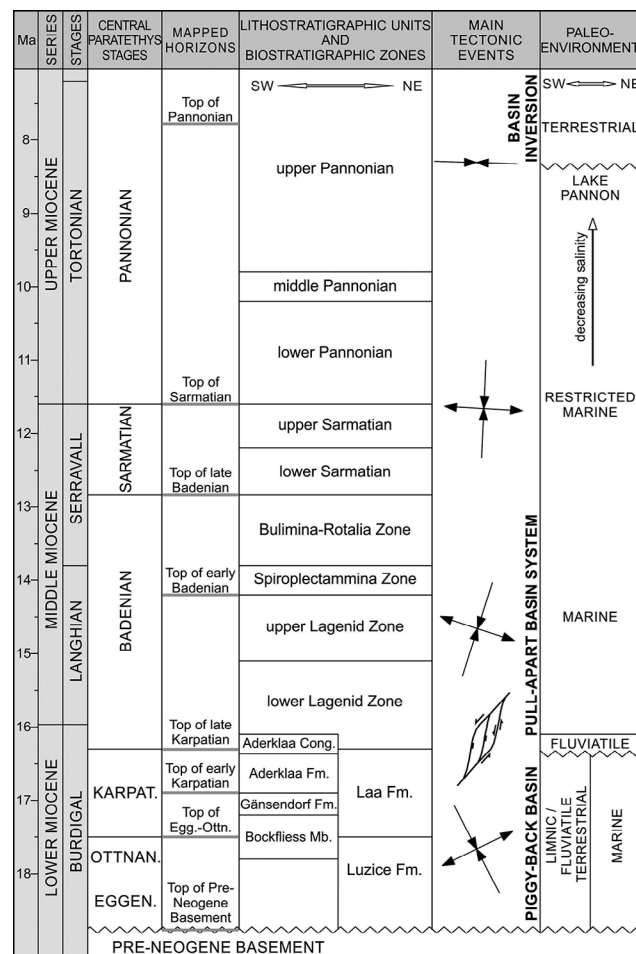 Ma
SERIES
STAGES
CENTRAL
PARATETHYS
STAGES
MAPPED
HORIZONS
LITHOSTRATIGRAPHIC UNITS
AND
BIOSTRATIGRAPHIC ZONES
MAIN
TECTONIC
EVENTS
PALEO-
ENVIRONMENT
8
9
10
11
12
13
14
15
16
17
18
UPPER MIOCENE
MIDDLE MIOCENE
LOWER MIOCENE
TORTONIAN
SERRAVALL
LANGHIAN
BURDIGAL
PANNONIAN
SARMATIAN
BADENIAN
KARPAT.
OTTNAN.
EGGEN.
Top of
Pannonian
Top of
Sarmatian
Top of late
Badenian
Top of early
Badenian
Top of late
Karpatian
Top of early
Karpatian
Top of
Egg.-Ottn.
Top of Pre-
Neogene
Basement
SW NE
upper Pannonian
middle Pannonian
lower Pannonian
upper Sarmatian
lower Sarmatian
Bulimina-Rotalia Zone
Spiroplectammina Zone
upper Lagenid Zone
lower Lagenid Zone
Aderklaa Cong.
Aderklaa Fm.
Gänsendorf Fm.
Bockfliess Mb.
Laa Fm.
Luzice Fm.
BASIN
INVERSION
PULL-APART BASIN SYSTEM
PIGGY-BACK BASIN
SW NE
TERRESTRIAL
LAKE
PANNON
decreasing salinity
RESTRICTED
MARINE
MARINE
FLUVIATILE
LIMNIC /
FLUVIATILE
TERRESTRIAL
MARINE
PRE-NEOGENE BASEMENT